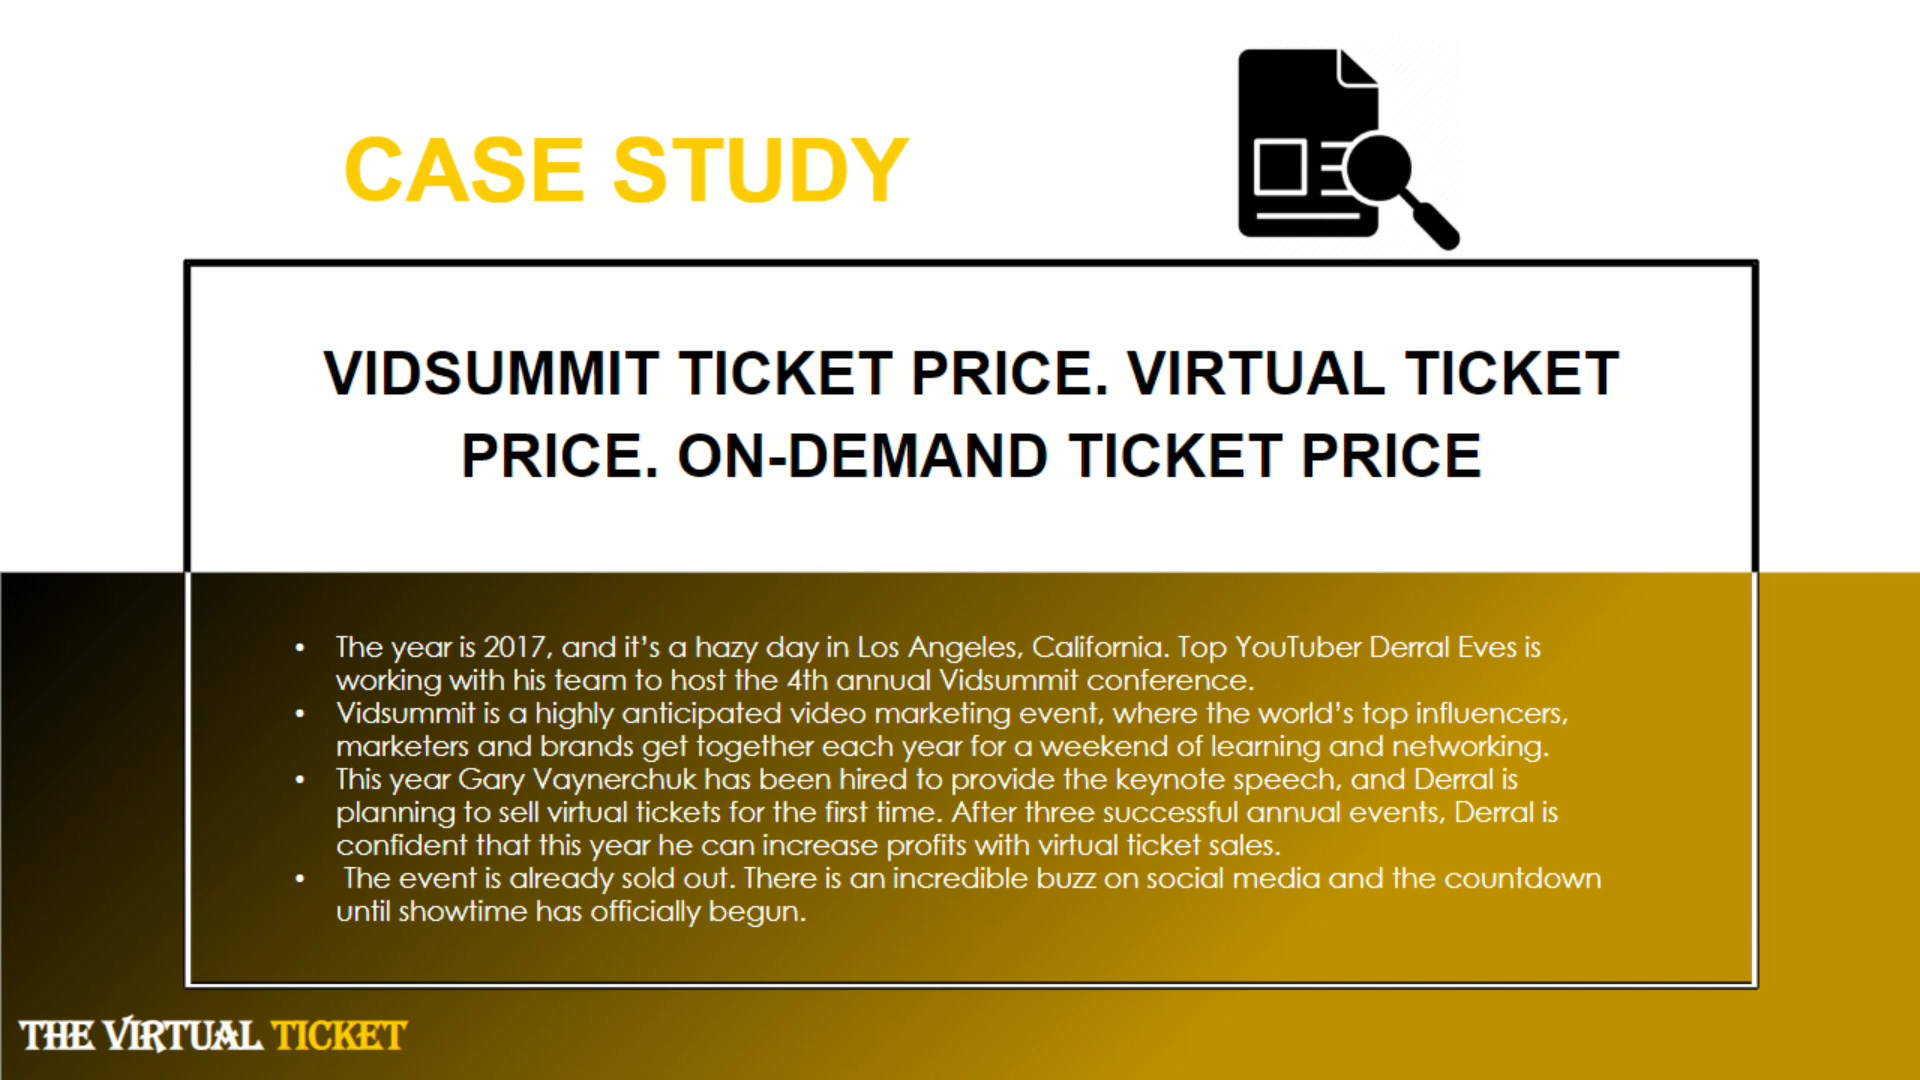 CASE STUDY
VIDSUMMIT TICKET PRICE. VIRTUAL TICKET
PRICE. ON-DEMAND TICKET PRICE
• The year is 2017, and it’s a hazy day in Los Angeles, California. Top YouTuber Derral Eves is
working with his team to host the 4th annual Vidsummit conference.
• Vidsummit is a highly anticipated video marketing event, where the world’s top influencers,
marketers and brands get together each year for a weekend of learning and networking.
• This year Gary Vaynerchuk has been hired to provide the keynote speech, and Derral is
planning to sell virtual tickets for the first time. After three successful annual events, Derral is
confident that this year he can increase profits with virtual ticket sales.
• The event is already sold out. There is an incredible buzz on social media and the countdown
until showtime has officially begun.
THE VIRTUAL TICKET